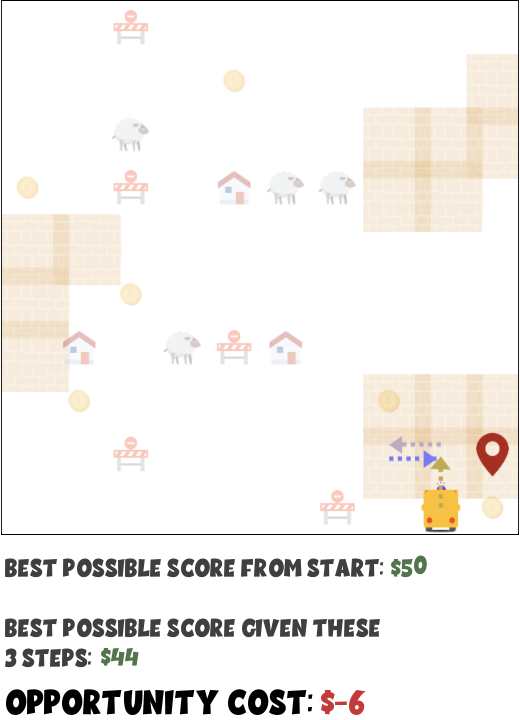 BEST POSSIBLE SCORE FROM START: $50
BEST POSSIBLE SCORE GIVEN THESE
3 STEPS: $44
OPPORTUNITY COST: $-6